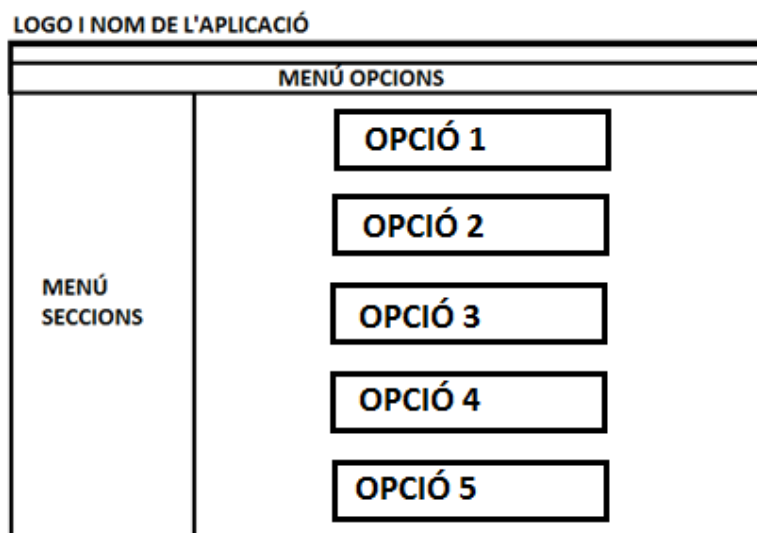 LOGO I NOM DE L'APLICACIÓ
MENÚ OPCIONS
OPCIÓ 1
OPCIÓ 2
MENÚ
SECCIONS
OPCIÓ 3
OPCIÓ 4
OPCIÓ 5